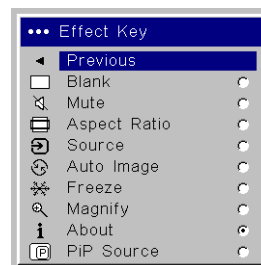 ••• Effect Key
Previous
Blank
Mute
Aspect Ratio
Source
Auto Image
Freeze
Magnify
i About
P PiP Source